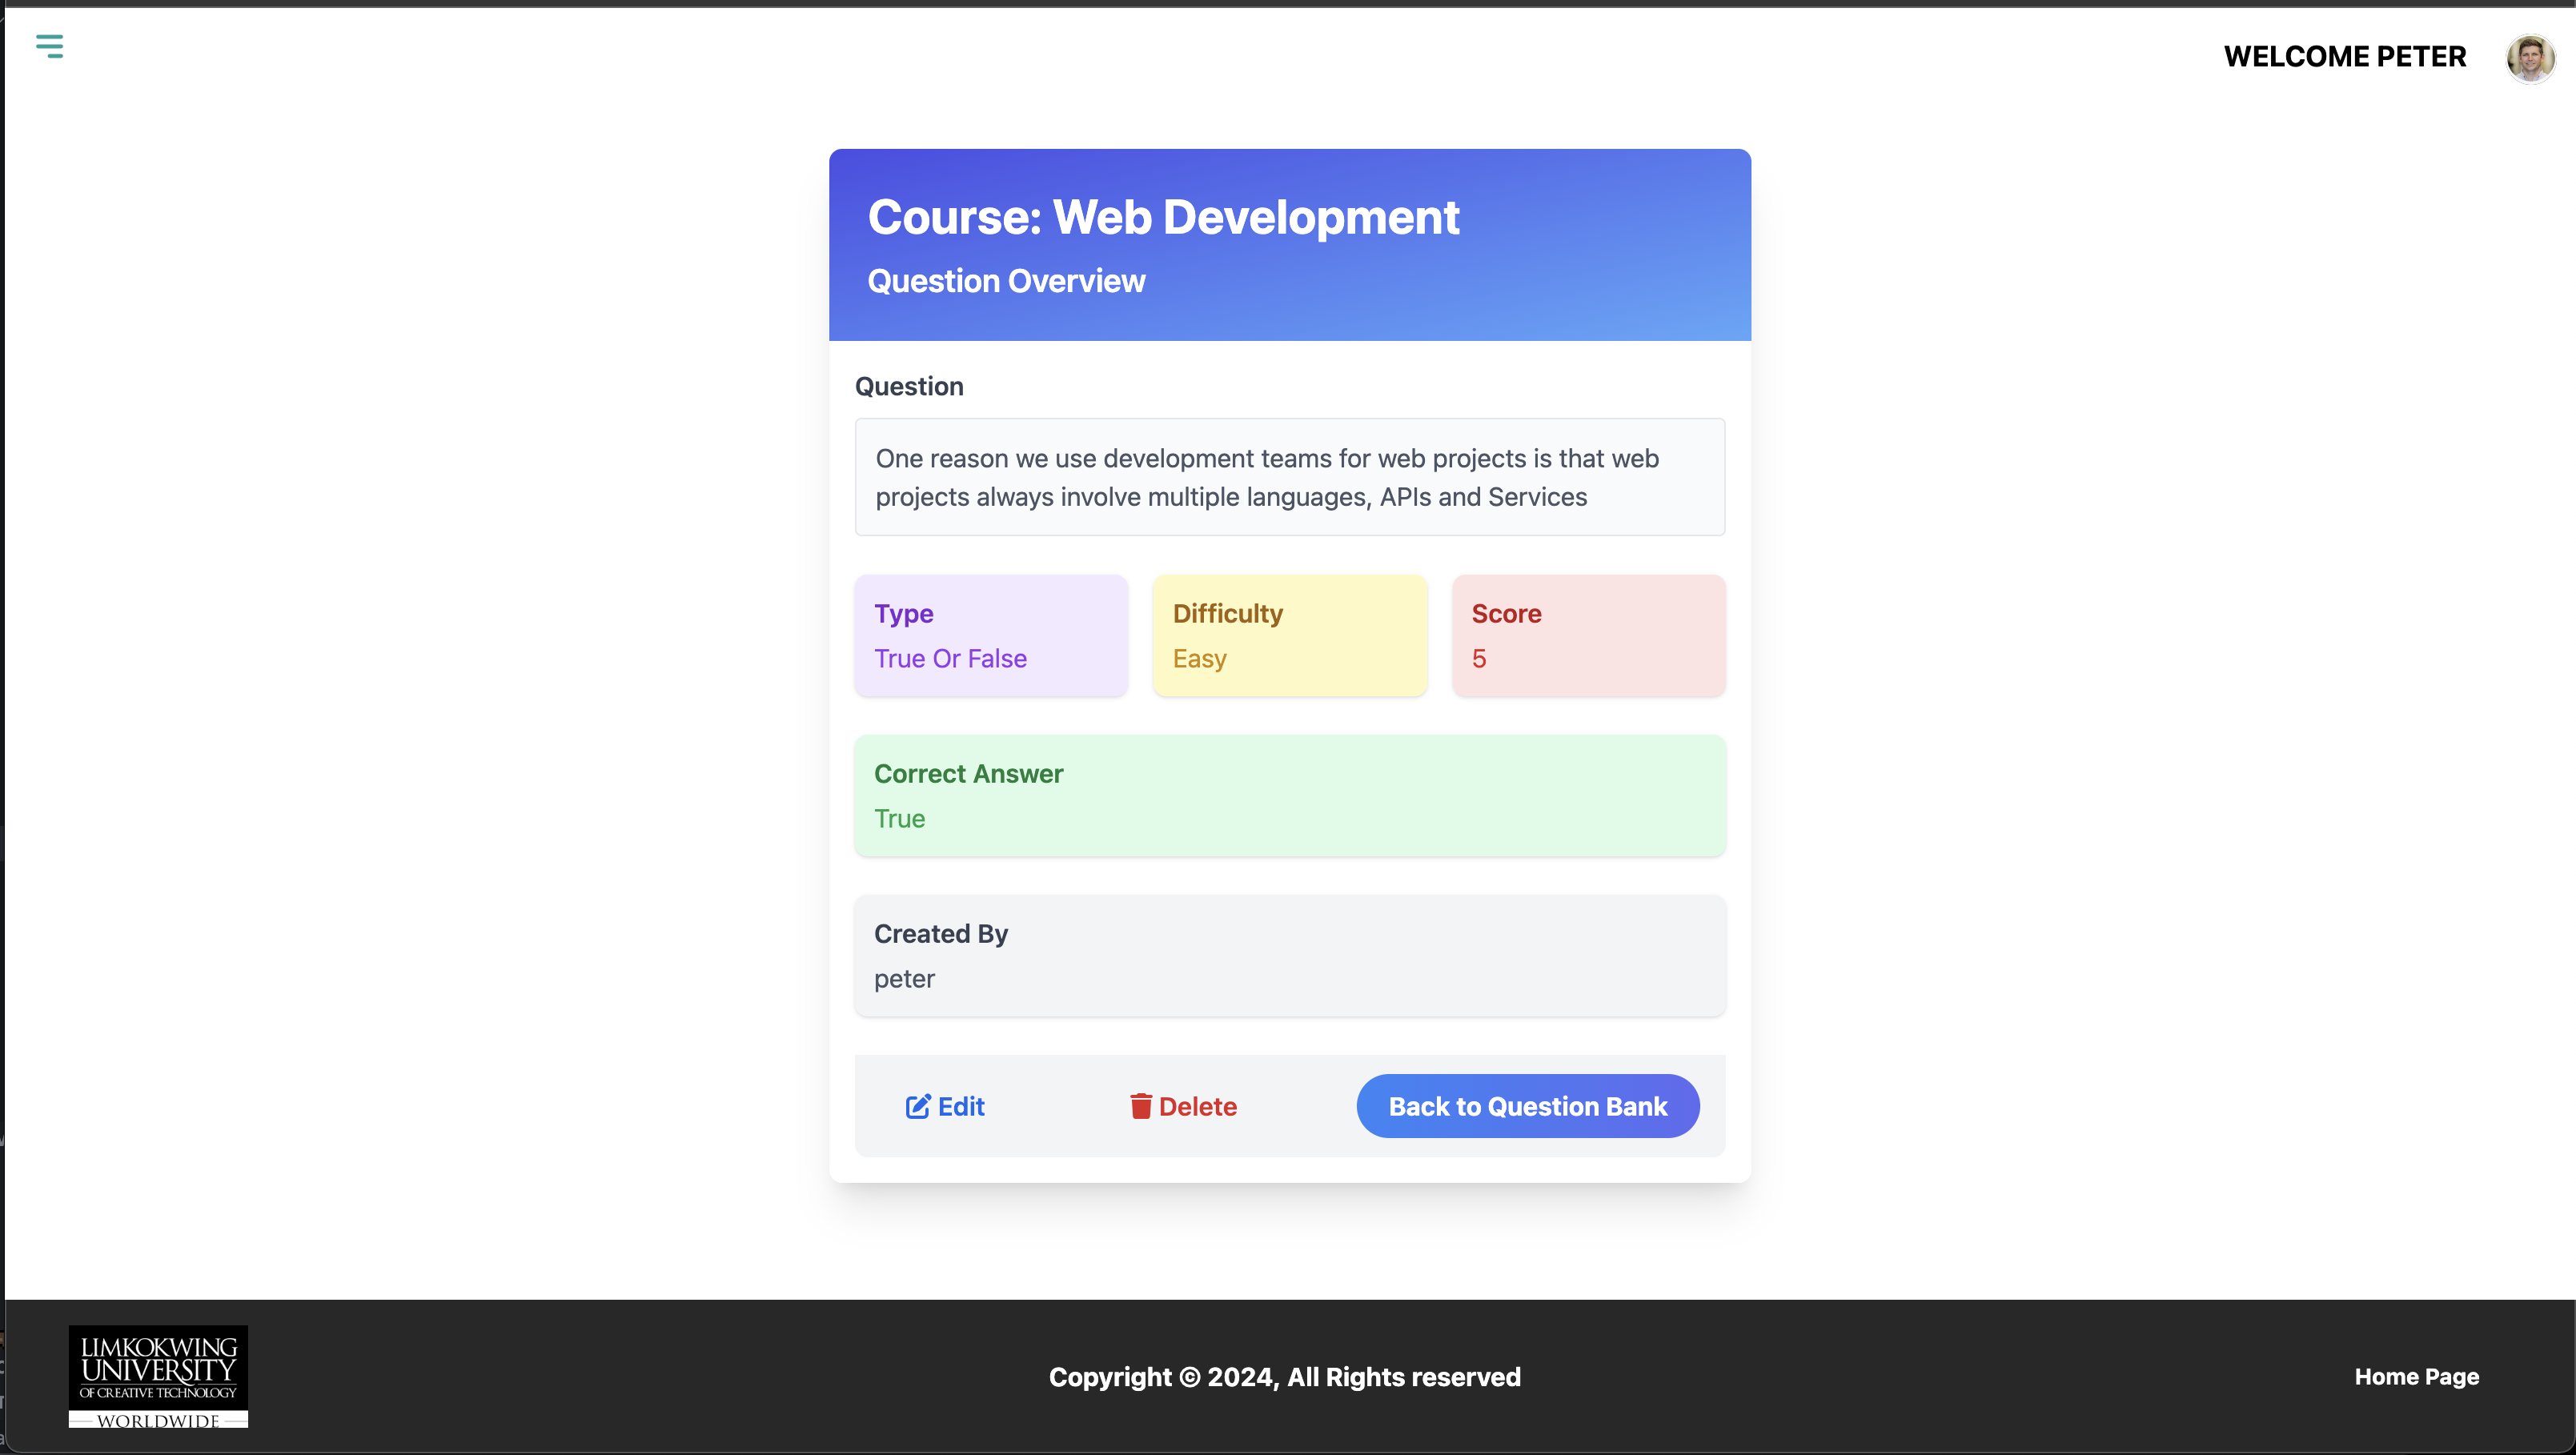 WELCOME PETER
Course: Web Development
Question Overview
Question
One reason we use development teams for web projects is that web
projects always involve multiple languages, APIs and Services
Type
True Or False
Difficulty
Easy
Score
5
Correct Answer
True
Created By
peter
Edit
Delete
Back to Question Bank
LIMKOKWING
UNIVERSITY
OF CREATIVE TECHNOLOGY
WORLDWIDE
Copyright © 2024, All Rights reserved
Home Page